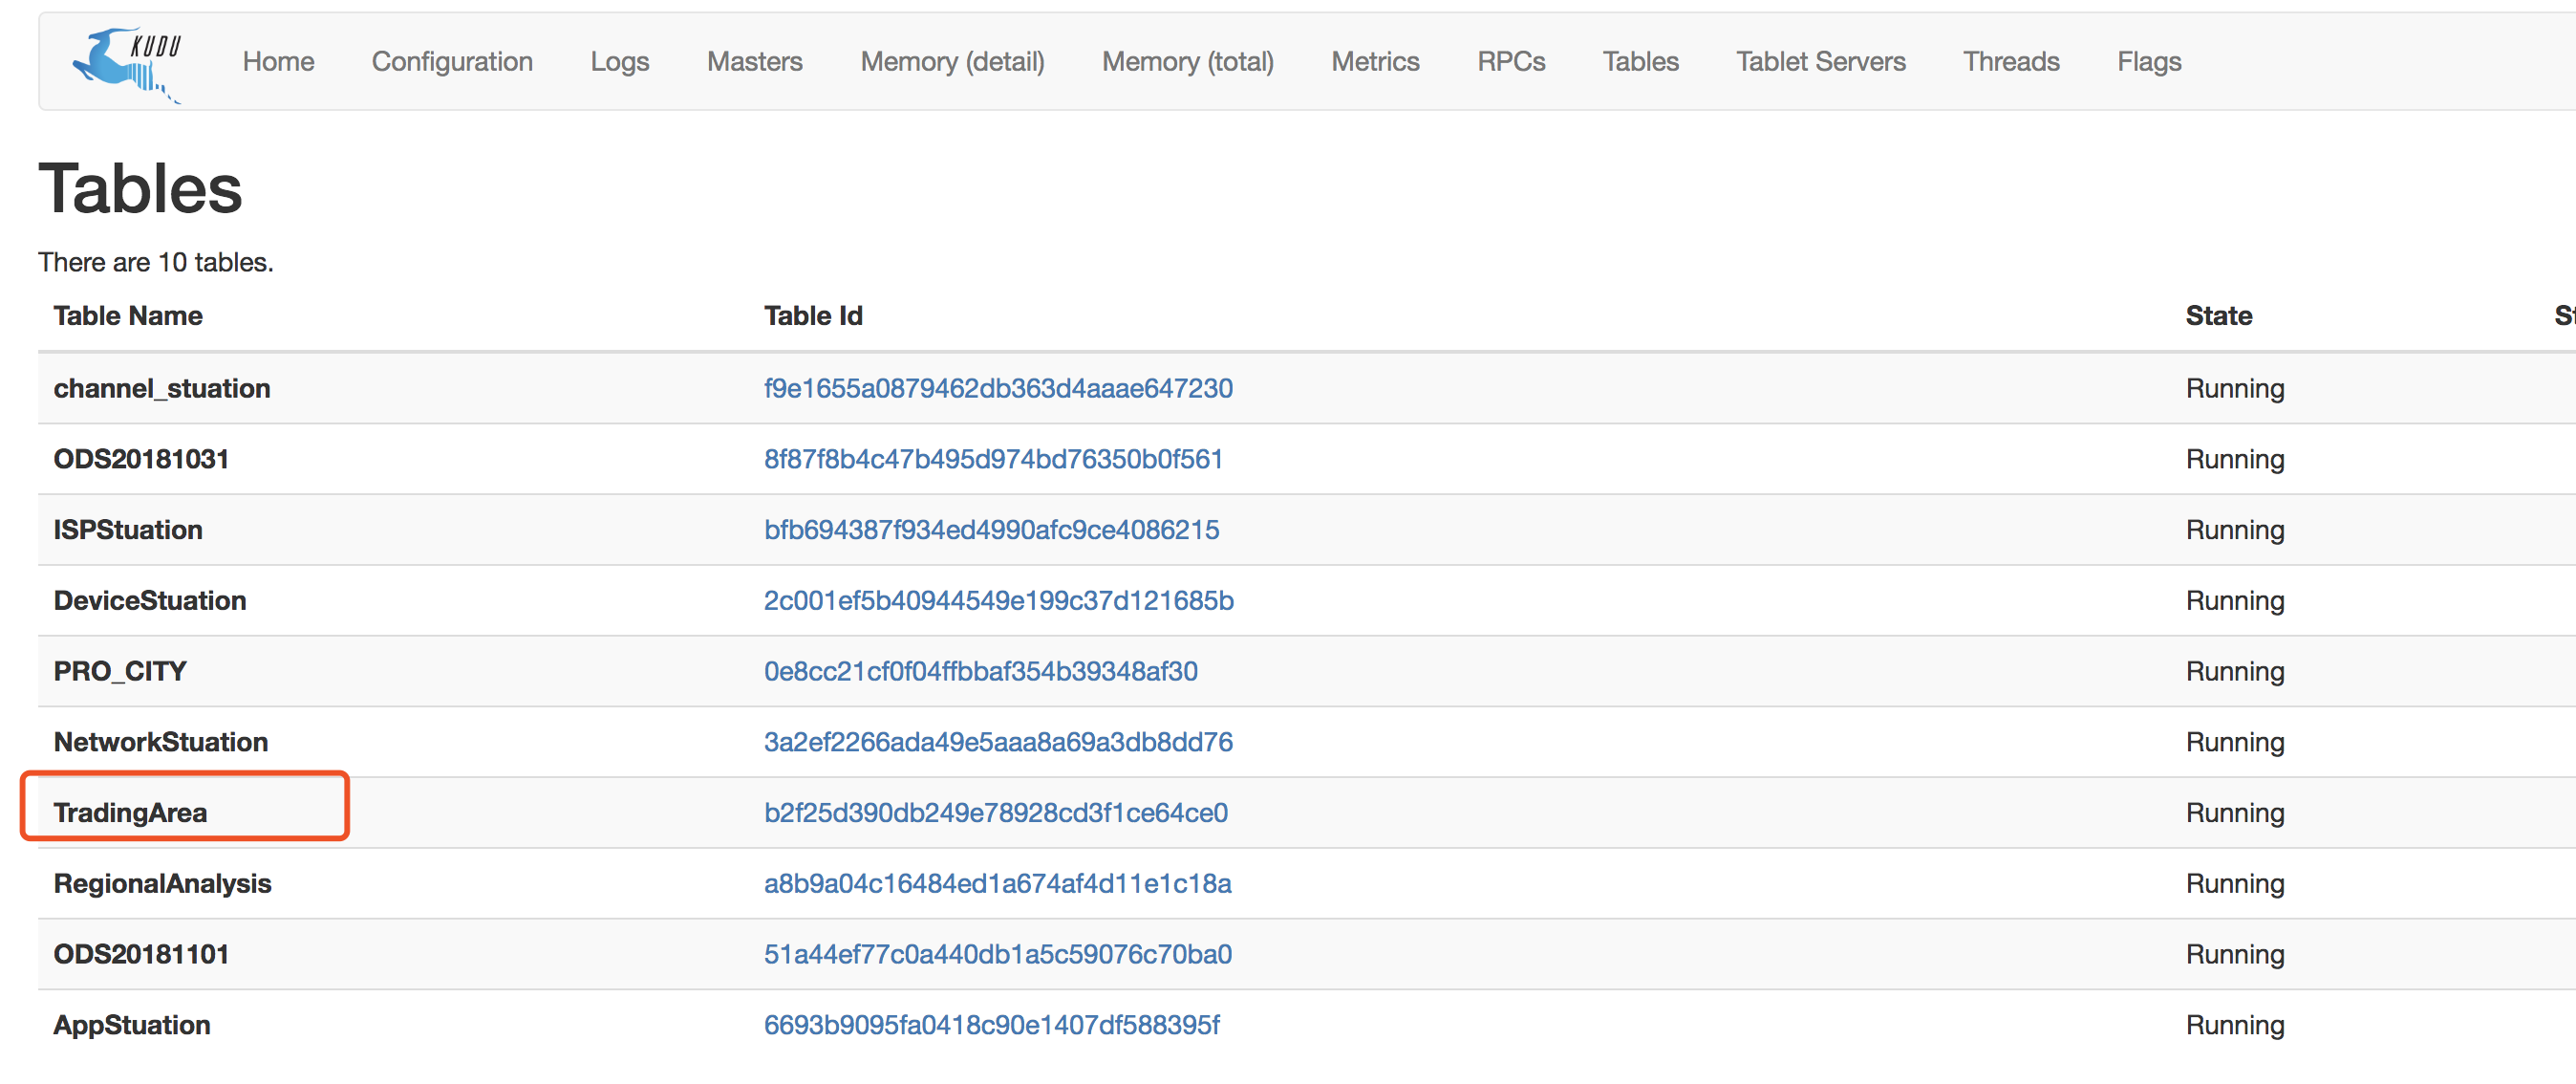 KUDU Home Configuration Logs Masters Memory (detail) Memory (total) Metrics RPCs Tables Tablet Servers Threads Flags
Tables
There are 10 tables.
Table Name Table Id State St
channel_stuation f9e1655a0879462db363d4aaae647230 Running
ODS20181031 8f87f8b4c47b495d974bd76350b0f561 Running
ISPStuation bfb694387f934ed4990afc9ce4086215 Running
DeviceStuation 2c001ef5b40944549e199c37d121685b Running
PRO_CITY 0e8cc21cf0f04ffbbaf354b39348af30 Running
NetworkStuation 3a2ef2266ada49e5aaa8a69a3db8dd76 Running
TradingArea b2f25d390db249e78928cd3f1ce64ce0 Running
RegionalAnalysis a8b9a04c16484ed1a674af4d11e1c18a Running
ODS20181101 51a44ef77c0a440db1a5c59076c70ba0 Running
AppStuation 6693b9095fa0418c90e1407df588395f Running